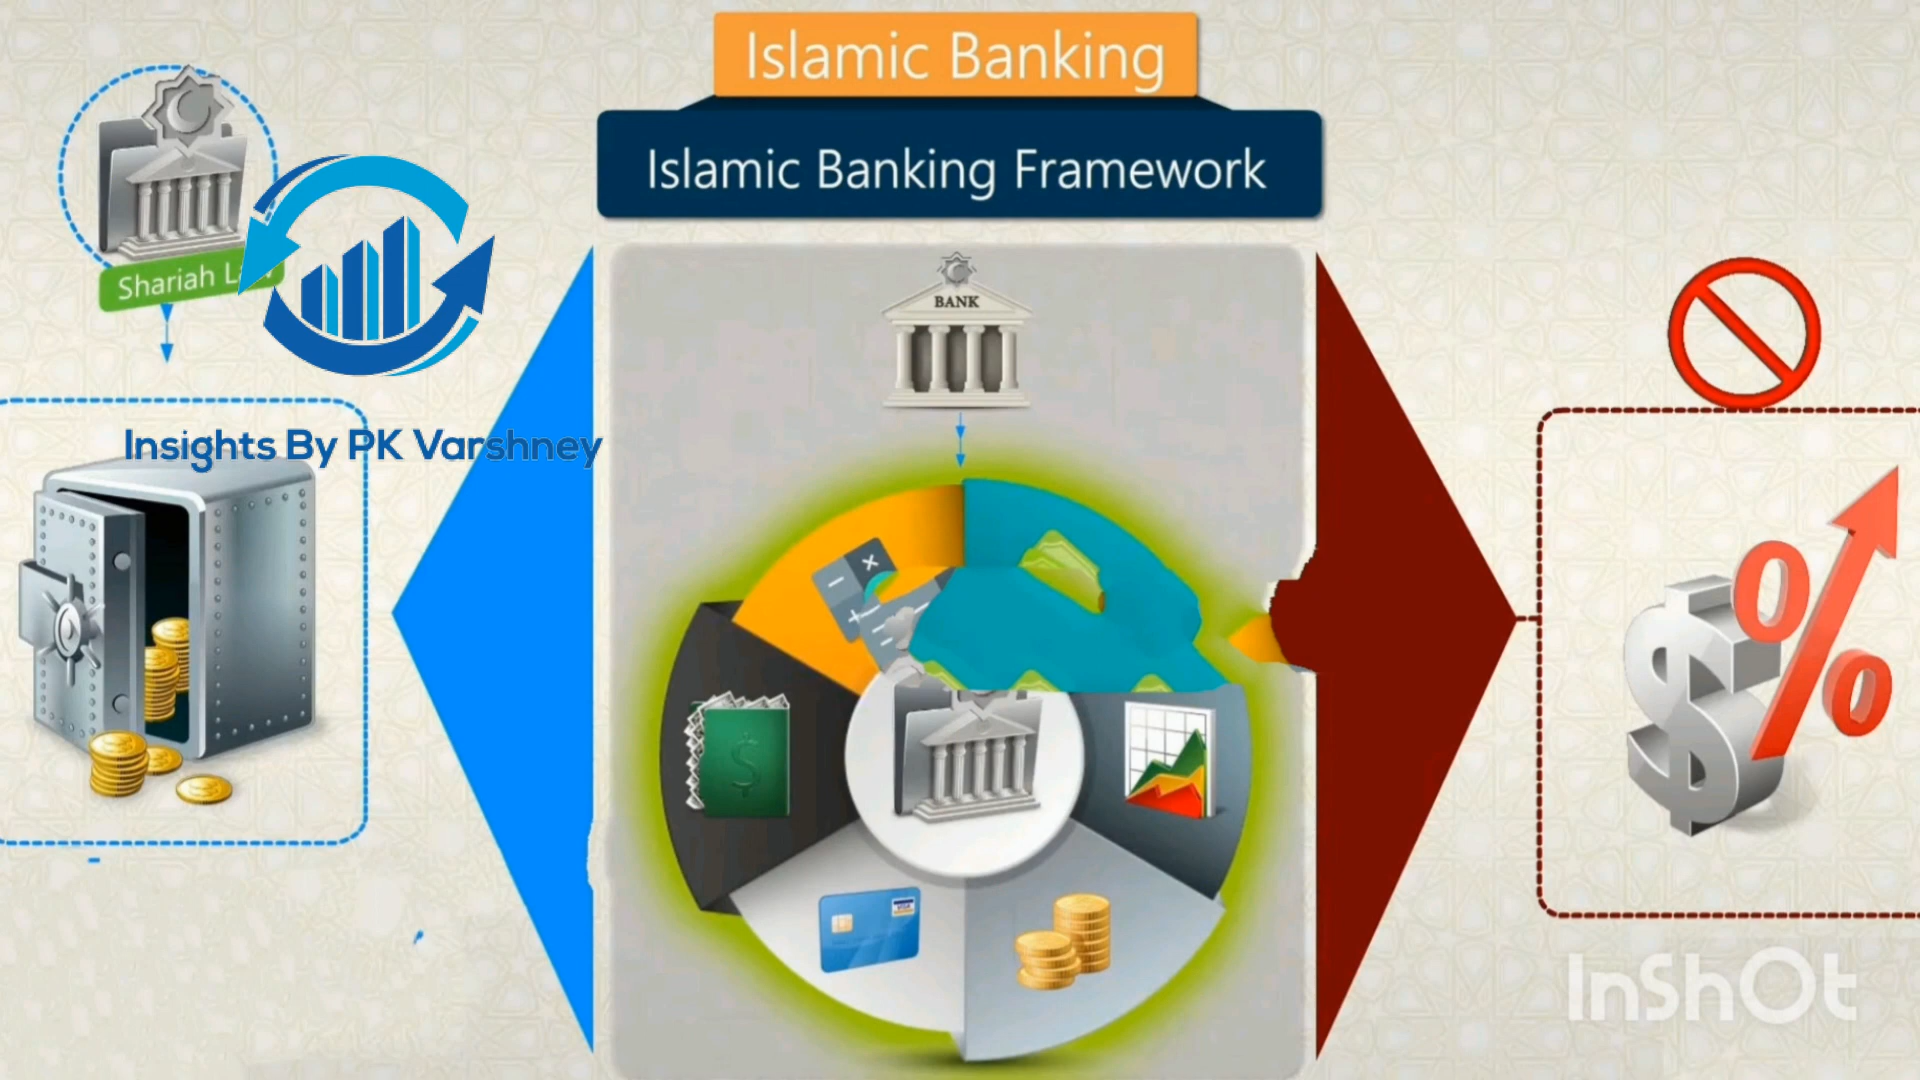 Islamic Banking
Islamic Banking Framework
Shariah
Insights By PK Varshney
BANK
InShOt